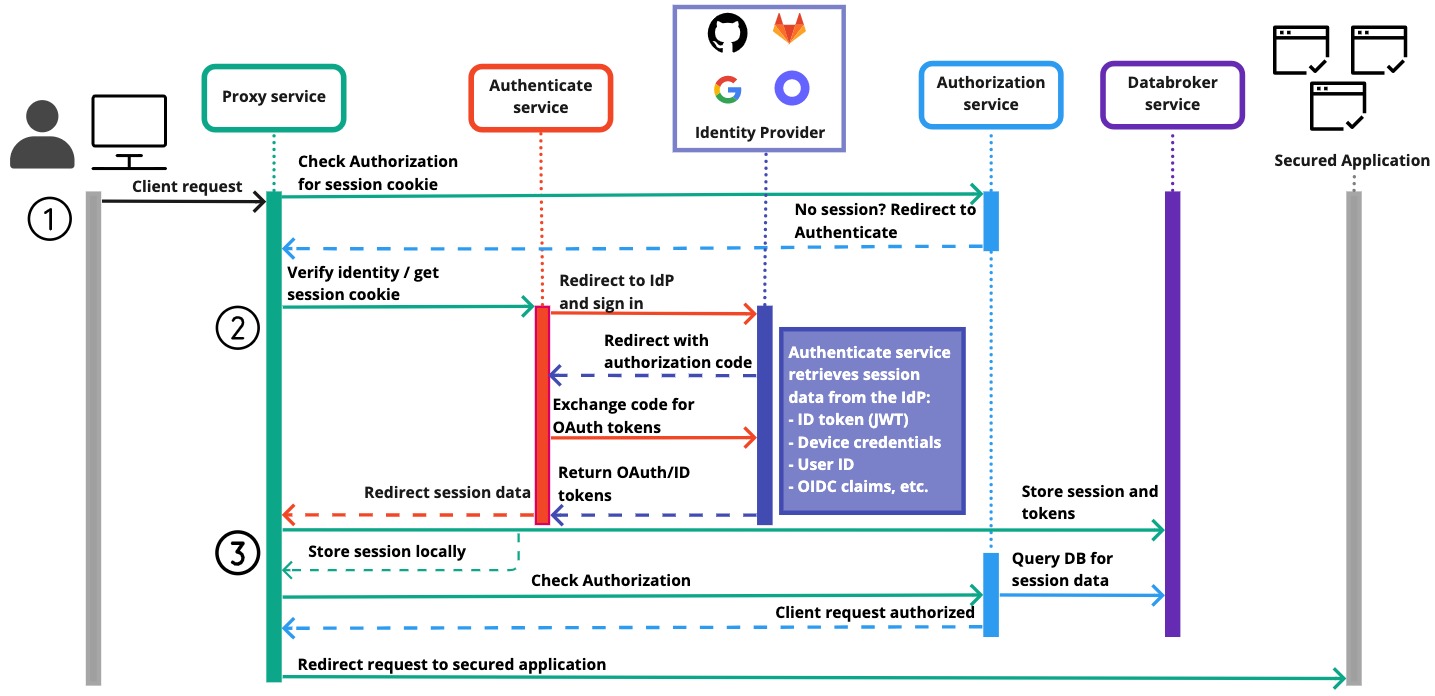 Proxy service
Authenticate
service
Identity Provider
Authorization
service
Databroker
service
Secured Application
1
Client request
Check Authorization
for session cookie
No session? Redirect to
Authenticate
Verify identity / get
session cookie
2
Redirect to IdP
and sign in
Redirect with
authorization code
Exchange code for
OAuth tokens
Return OAuth/ID
tokens
Authenticate service
retrieves session
data from the IdP:
- ID token (JWT)
- Device credentials
- User ID
- OIDC claims, etc.
Redirect session data
Store session and
tokens
3
Store session locally
Check Authorization
Query DB for
session data
Client request authorized
Redirect request to secured application